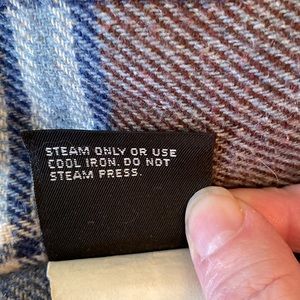 STEAM ONLY OR USE
COOL IRON. DO NOT
STEAM PRESS.